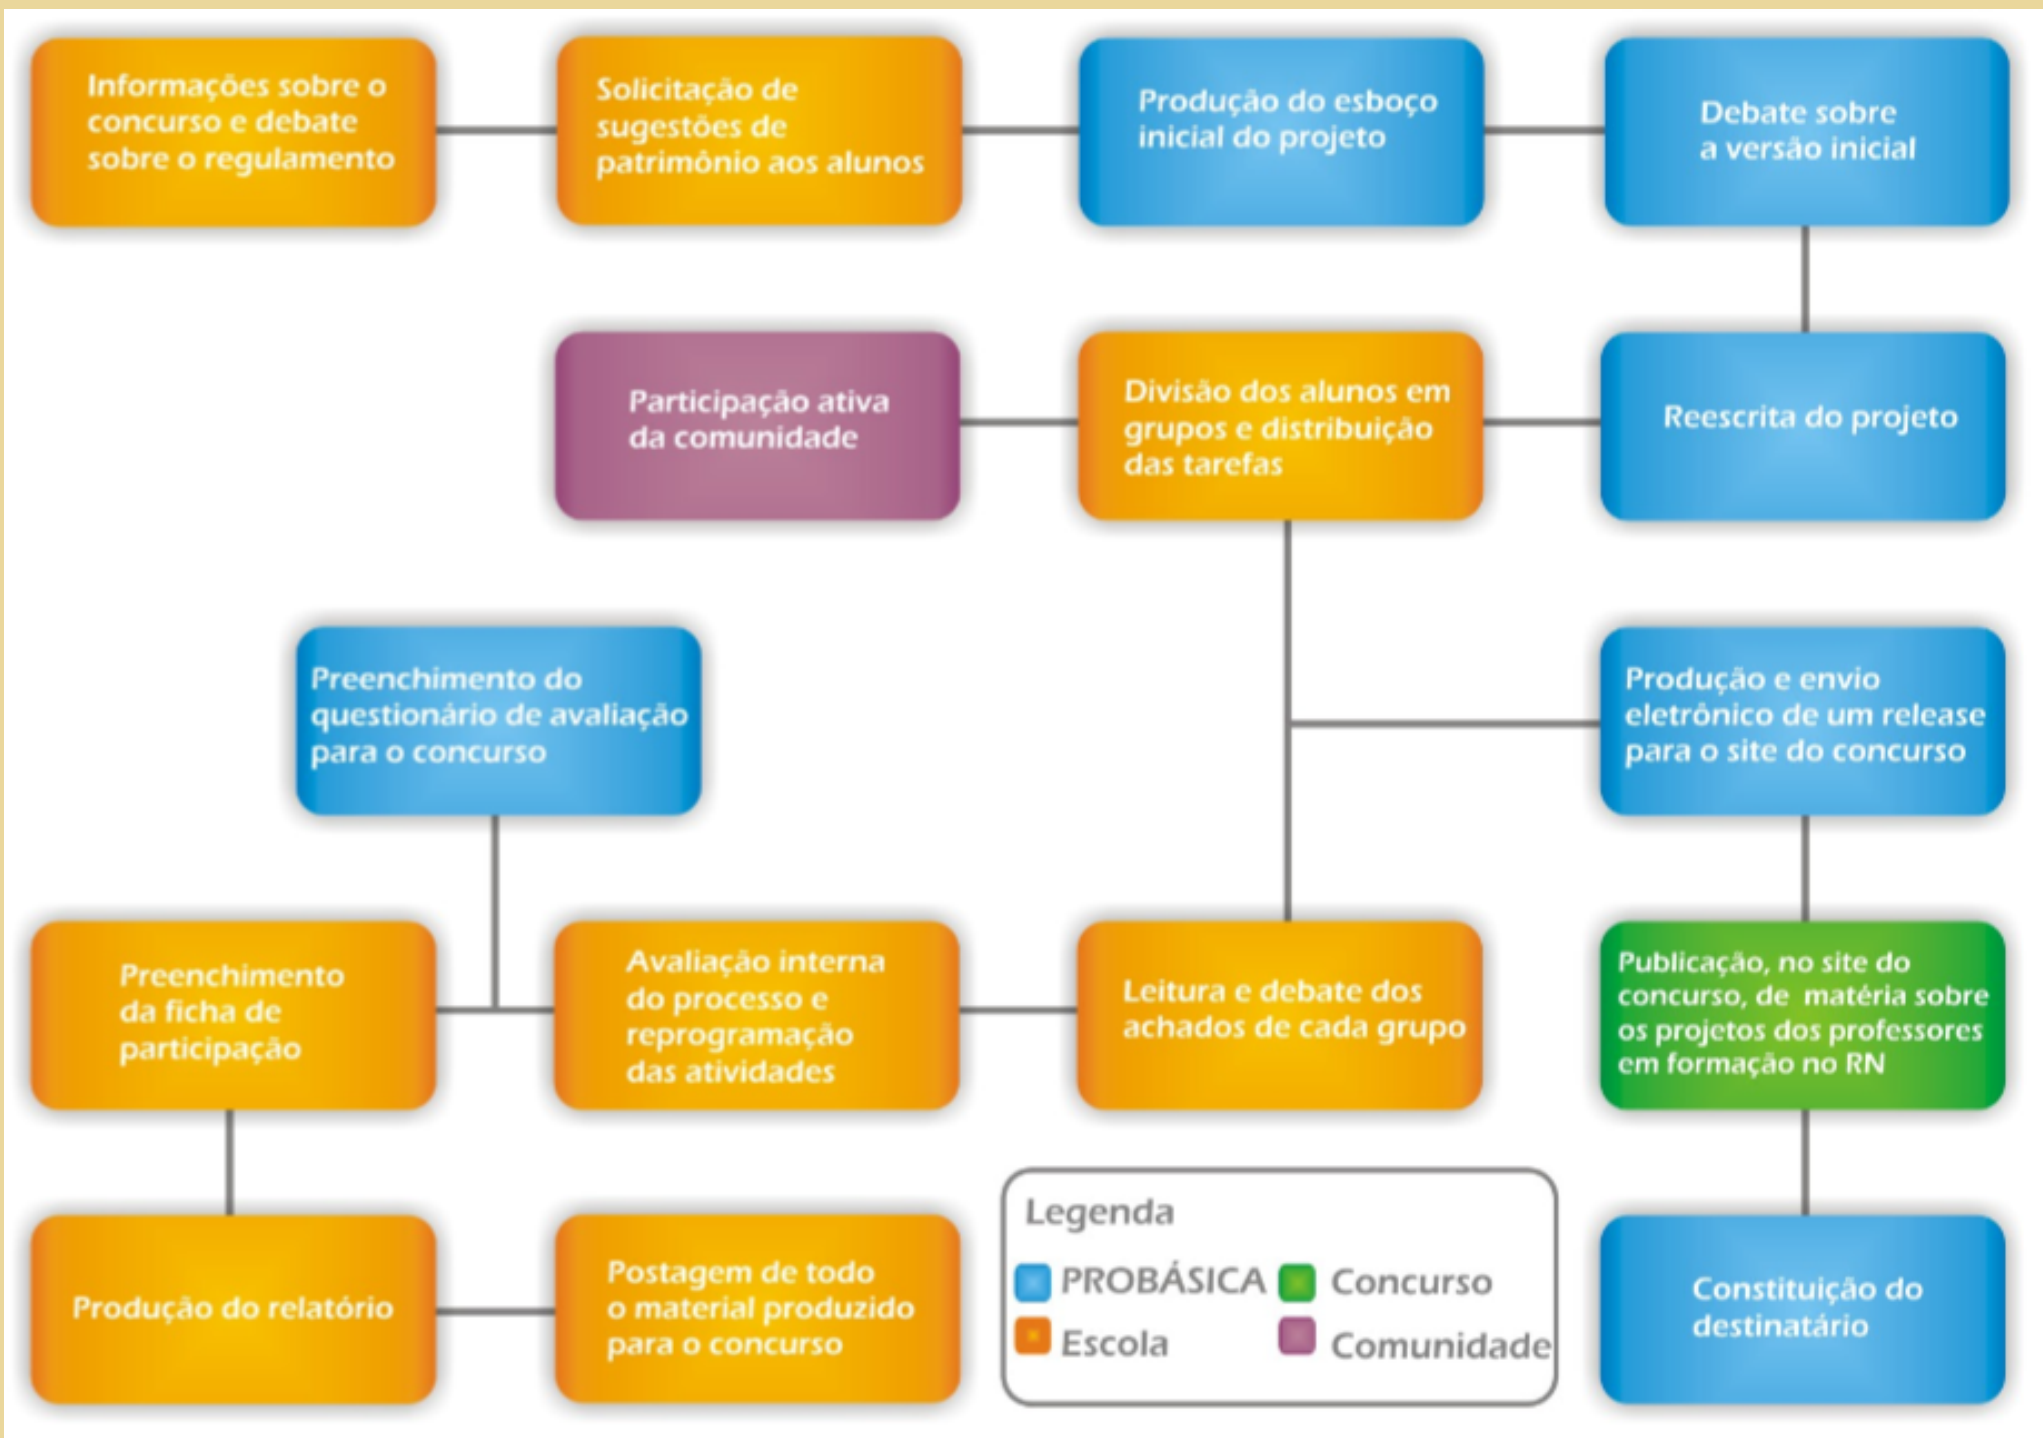 Informações sobre o
concurso e debate
sobre o regulamento
Solicitação de
sugestões de
patrimônio aos alunos
Produção do esboço
inicial do projeto
Debate sobre
a versão inicial
Participação ativa
da comunidade
Divisão dos alunos em
grupos e distribuição
das tarefas
Reescrita do projeto
Preenchimento do
questionário de avaliação
para o concurso
Produção e envio
eletrônico de um release
para o site do concurso
Preenchimento
da ficha de
participação
Avaliação interna
do processo e
reprogramação
das atividades
Leitura e debate dos
achados de cada grupo
Publicação, no site do
concurso, de matéria sobre
os projetos dos professores
em formação no RN
Produção do relatório
Postagem de todo
o material produzido
para o concurso
Legenda
PROBÁSICA
Concurso
Escola
Comunidade
Constituição do
destinatário